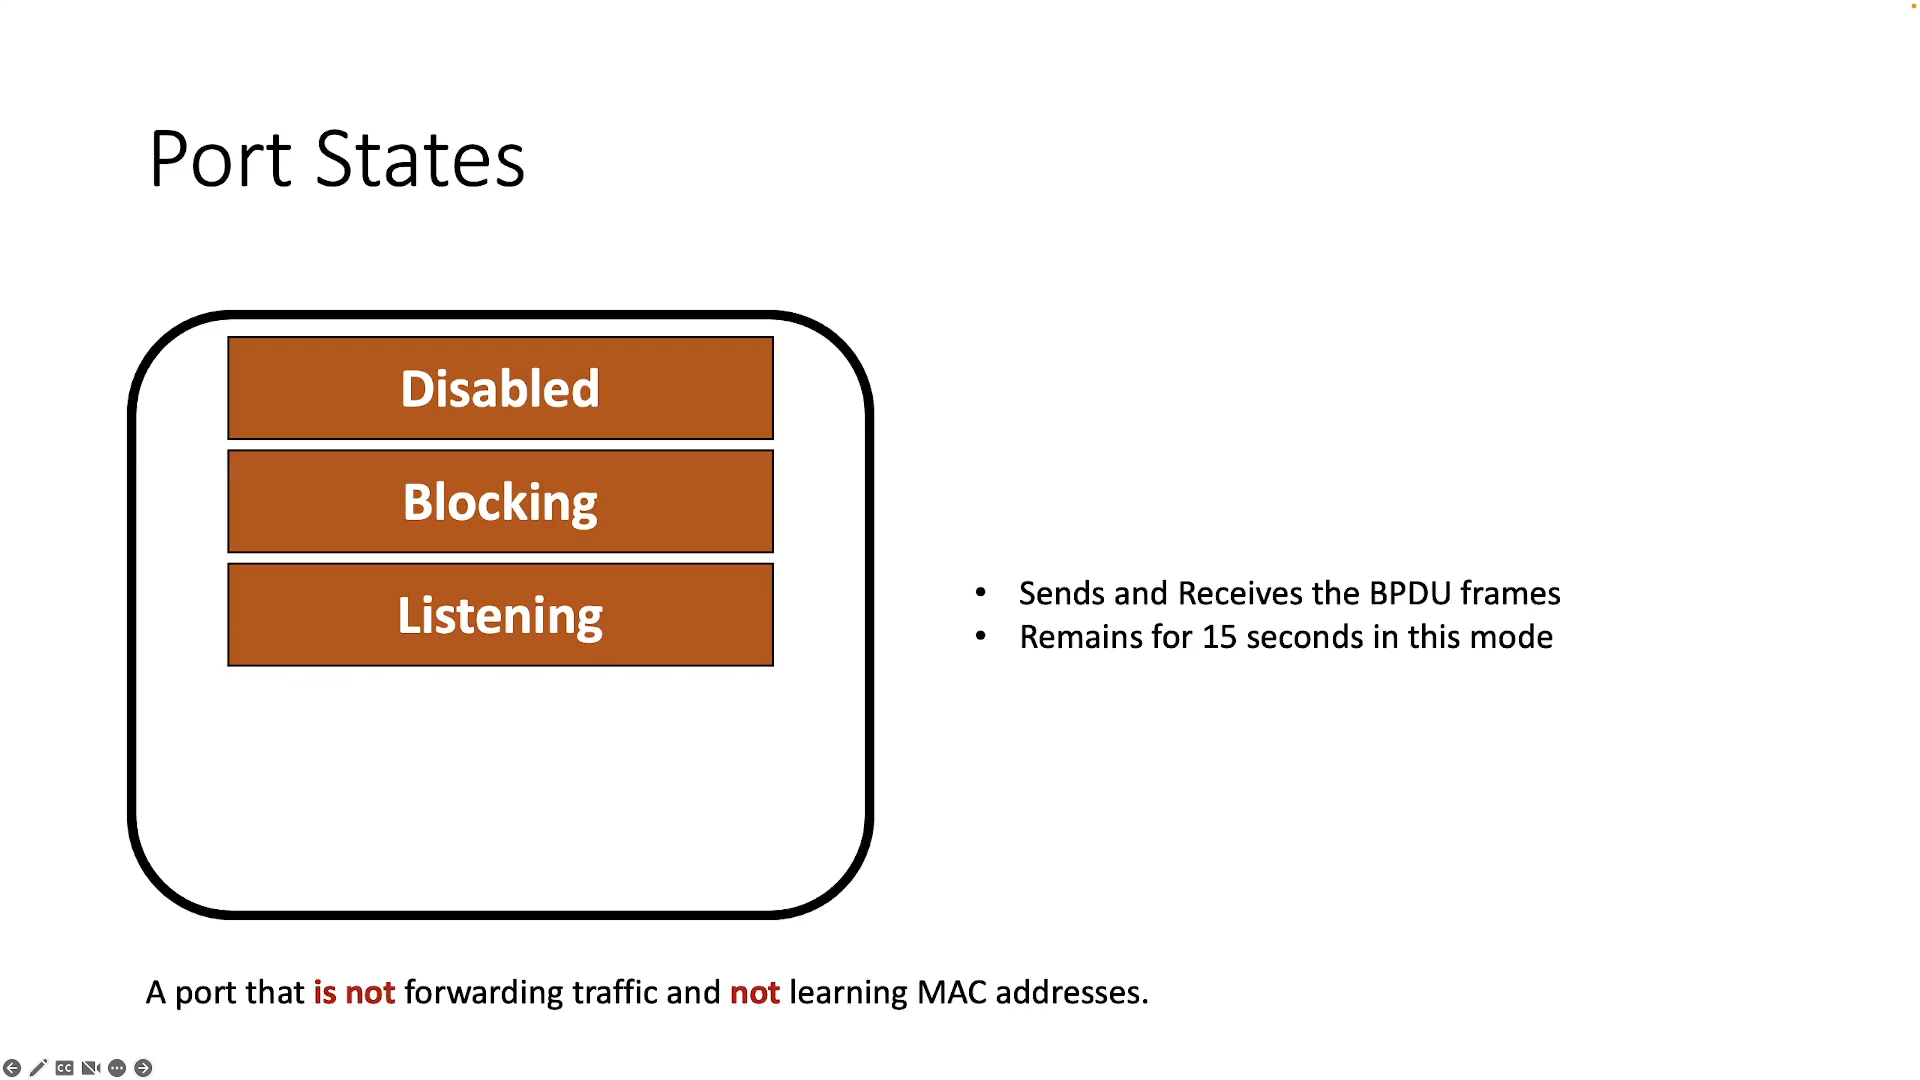 Port States
Disabled
Blocking
Listening
• Sends and Receives the BPDU frames
• Remains for 15 seconds in this mode
A port that is not forwarding traffic and not learning MAC addresses.
CC